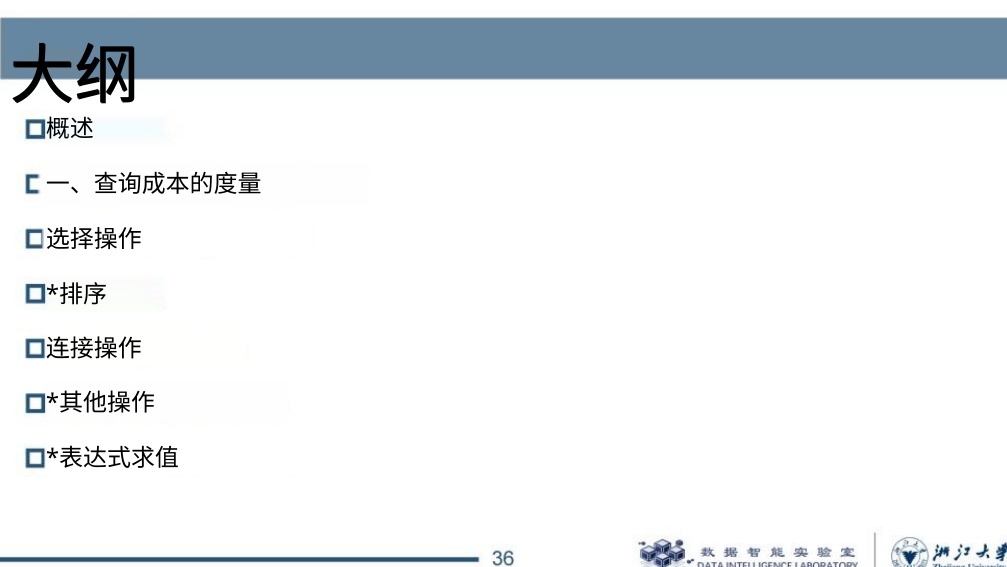 大纲
概述
一、查询成本的度量
选择操作
*排序
连接操作
*其他操作
*表达式求值
36
数据智能实验室
DATA INTELLIGENCE LABORATORY
浙江大学
Zhejiang University